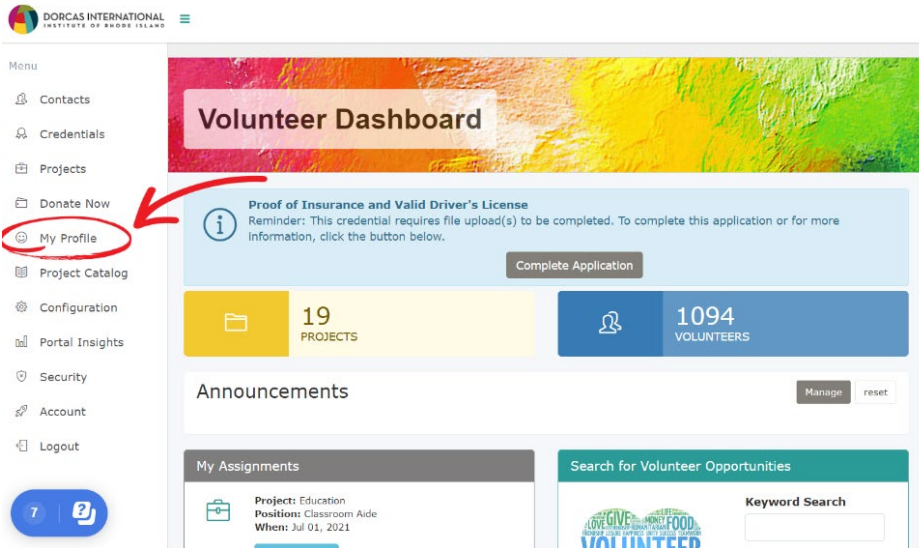 DORCAS INTERNATIONAL
INSTITUTE OF RHODE ISLAND
Menu
Contacts
Credentials
Projects
Donate Now
My Profile
Project Catalog
Configuration
Portal Insights
Security
Account
Logout
7
Volunteer Dashboard
Proof of Insurance and Valid Driver's License
Reminder: This credential requires file upload(s) to be completed. To complete this application or for more
information, click the button below.
Complete Application
19
PROJECTS
1094
VOLUNTEERS
Announcements
Manage
reset
My Assignments
Project: Education
Position: Classroom Aide
When: Jul 01, 2021
Search for Volunteer Opportunities
LOVE GIVE LIFE MONEY FOOD
VOLUNTEER
Keyword Search